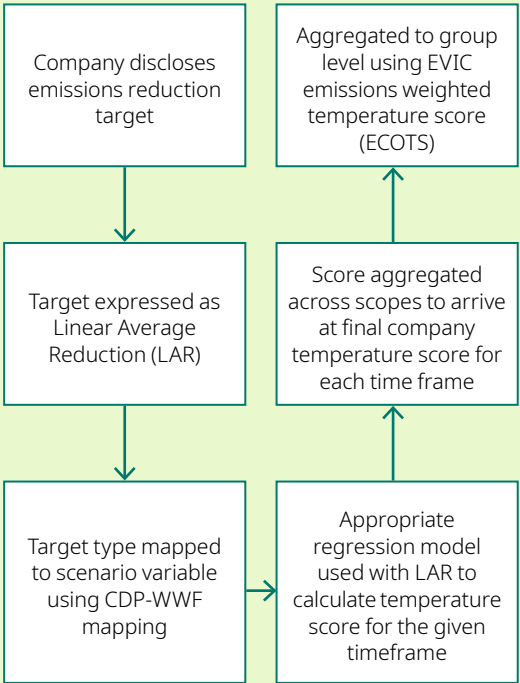 Company discloses
emissions reduction
target
Target expressed as
Linear Average
Reduction (LAR)
Target type mapped
to scenario variable
using CDP-WWF
mapping
Appropriate
regression model
used with LAR to
calculate temperature
score for the given
timeframe
Score aggregated
across scopes to arrive
at final company
temperature score for
each time frame
Aggregated to group
level using EVIC
emissions weighted
temperature score
(ECOTS)